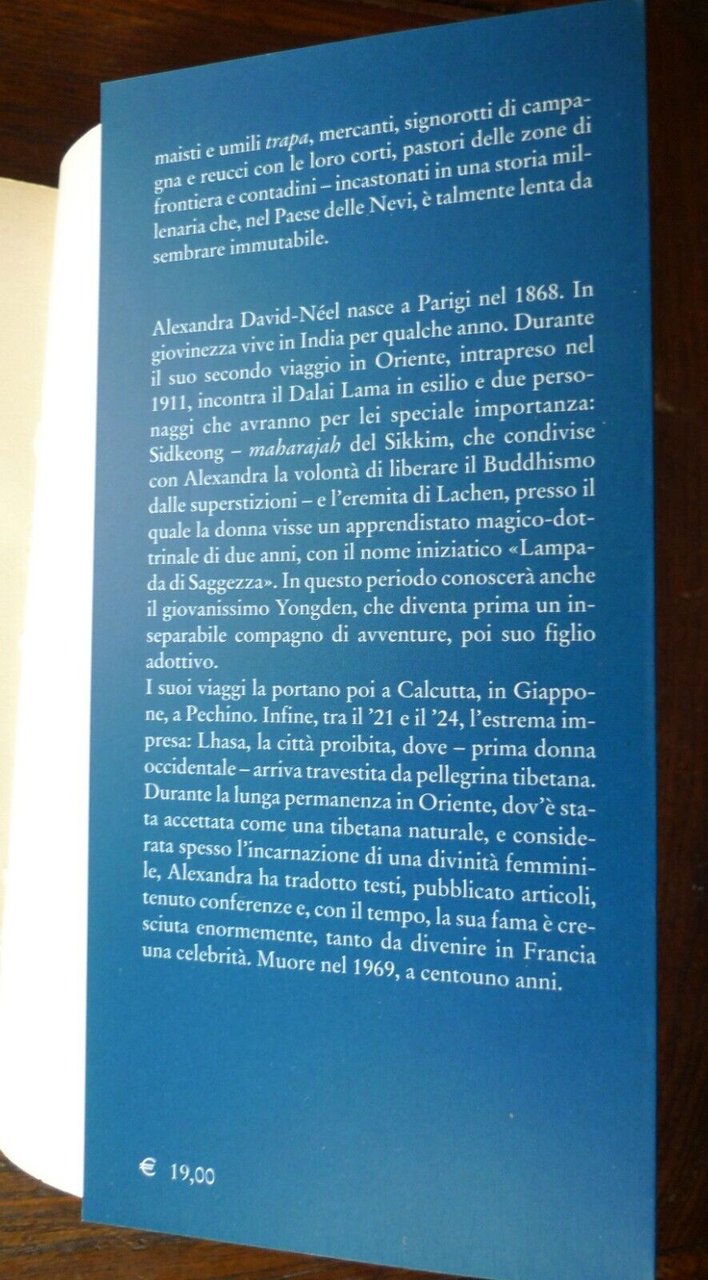 maisti e umili trapa, mercanti, signorotti di campa-
gna e reucci con le loro corti, pastori delle zone di
frontiera e contadini – incastonati in una storia mil-
lenaria che, nel Paese delle Nevi, è talmente lenta da
sembrare immutabile.
Alexandra David-Néel nasce a Parigi nel 1868. In
giovinezza vive in India per qualche anno. Durante
il suo secondo viaggio in Oriente, intrapreso nel
1911, incontra il Dalai Lama in esilio e due perso-
naggi che avranno per lei speciale importanza:
Sidkeong – maharajah del Sikkim, che condivise
con Alexandra la volontà di liberare il Buddhismo
dalle superstizioni – e l'eremita di Lachen, presso il
quale la donna visse un apprendistato magico-dot-
trinale di due anni, con il nome iniziatico «Lampa-
da di Saggezza». In questo periodo conoscerà anche
il giovanissimo Yongden, che diventa prima un in-
separabile compagno di avventure, poi suo figlio
adottivo.
I suoi viaggi la portano poi a Calcutta, in Giappo-
ne, a Pechino. Infine, tra il '21 e il '24, l'estrema im-
presa: Lhasa, la città proibita, dove – prima donna
occidentale – arriva travestita da pellegrina tibetana.
Durante la lunga permanenza in Oriente, dov'è sta-
ta accettata come una tibetana naturale, e conside-
rata spesso l'incarnazione di una divinità femmini-
le, Alexandra ha tradotto testi, pubblicato articoli,
tenuto conferenze e, con il tempo, la sua fama è cre-
sciuta enormemente, tanto da divenire in Francia
una celebrità. Muore nel 1969, a centouno anni.
€ 19,00